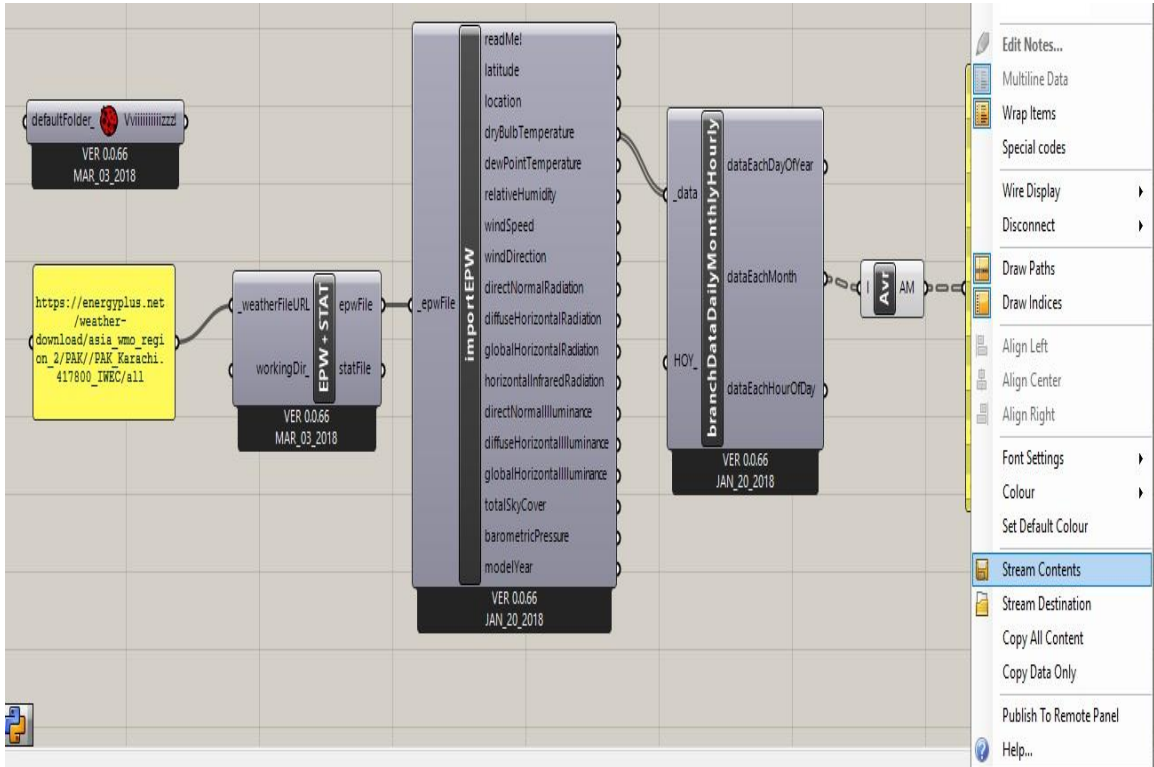 defaultFolder_
Vviiiiiiiiiizzz!
VER 0.0.66
MAR_03_2018
https://energyplus.net
/weather-
download/asia_wmo_regi
on_2/PAK//PAK_Karachi.
417800_IWEC/all
_weatherFileURL
workingDir_
EPW + STAT
epwFile
statFile
VER 0.0.66
MAR_03_2018
_epwFile
importEPW
readMe!
latitude
location
dryBulbTemperature
dewPointTemperature
relativeHumidity
windSpeed
windDirection
directNormalRadiation
diffuseHorizontalRadiation
globalHorizontalRadiation
horizontalInfraredRadiation
directNormalIlluminance
diffuseHorizontalIlluminance
globalHorizontalIlluminance
totalSkyCover
barometricPressure
modelYear
VER 0.0.66
JAN_20_2018
_data
HOY_
branchDataDailyMonthlyHourly
dataEachDayOfYear
dataEachMonth
dataEachHourOfDay
VER 0.0.66
JAN_20_2018
I
Avr
AM
Edit Notes...
Multiline Data
Wrap Items
Special codes
Wire Display
Disconnect
Draw Paths
Draw Indices
Align Left
Align Center
Align Right
Font Settings
Colour
Set Default Colour
Stream Contents
Stream Destination
Copy All Content
Copy Data Only
Publish To Remote Panel
Help...